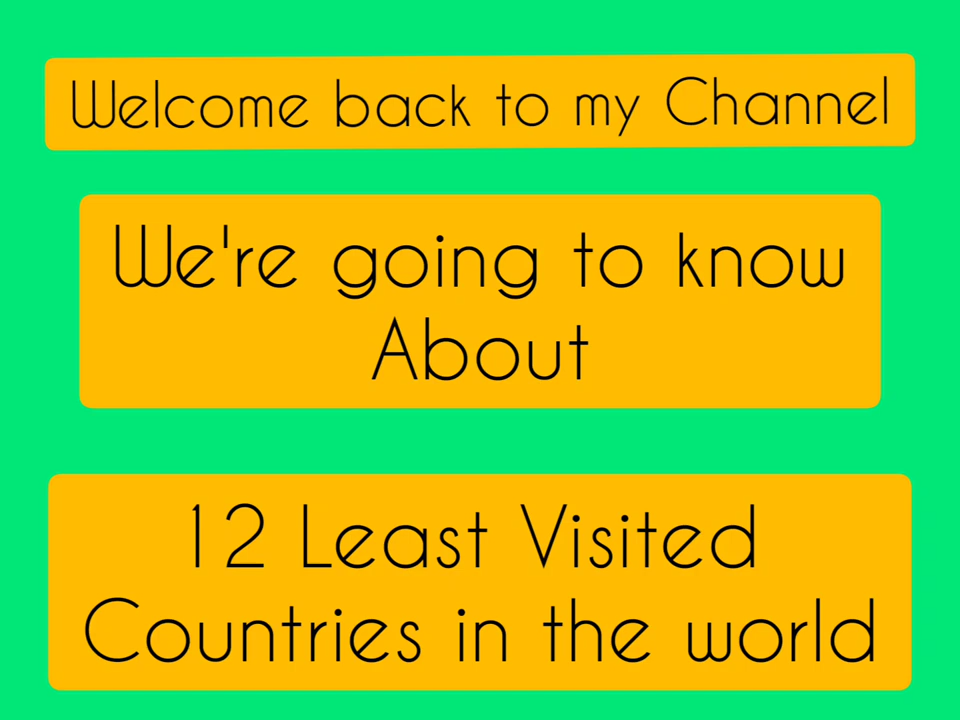 Welcome back to my Channel
We're going to know
About
12 Least Visited
Countries in the world